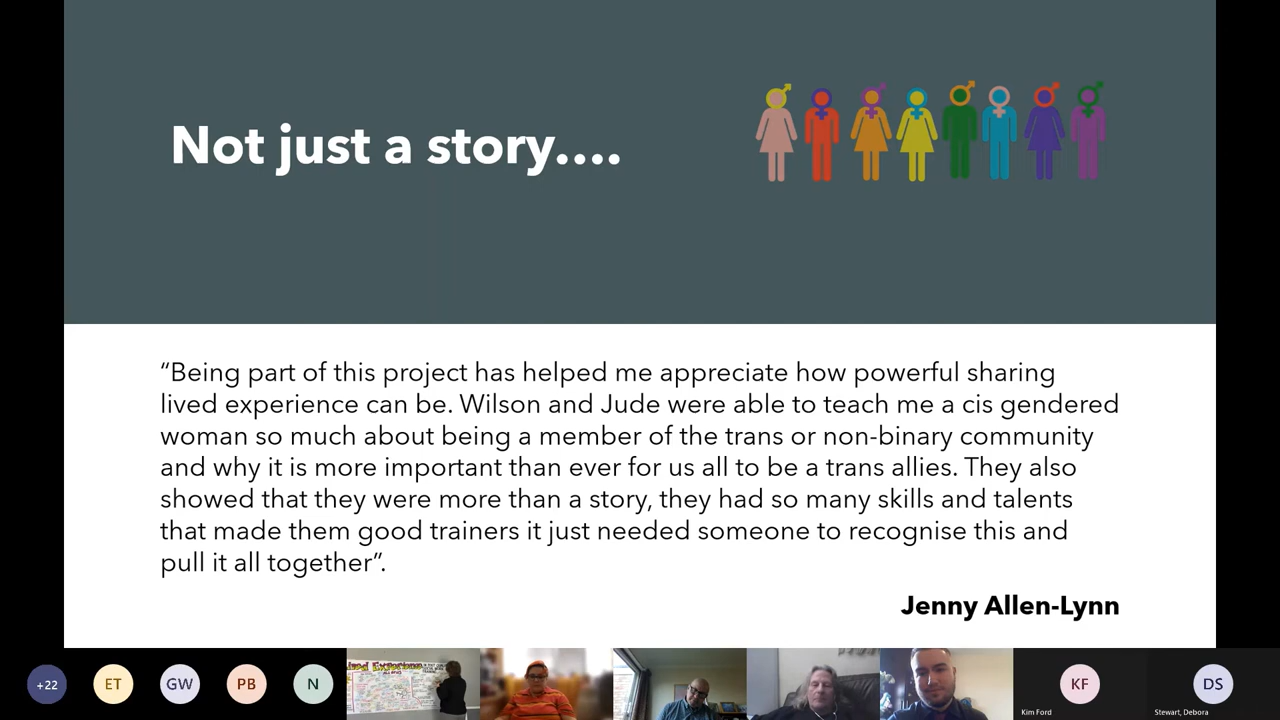 Not just a story....
“Being part of this project has helped me appreciate how powerful sharing
lived experience can be. Wilson and Jude were able to teach me a cis gendered
woman so much about being a member of the trans or non-binary community
and why it is more important than ever for us all to be a trans allies. They also
showed that they were more than a story, they had so many skills and talents
that made them good trainers it just needed someone to recognise this and
pull it all together”.
Jenny Allen-Lynn
+22
ET
GW
PB
N
KF
Kim Ford
DS
Stewart, Debora